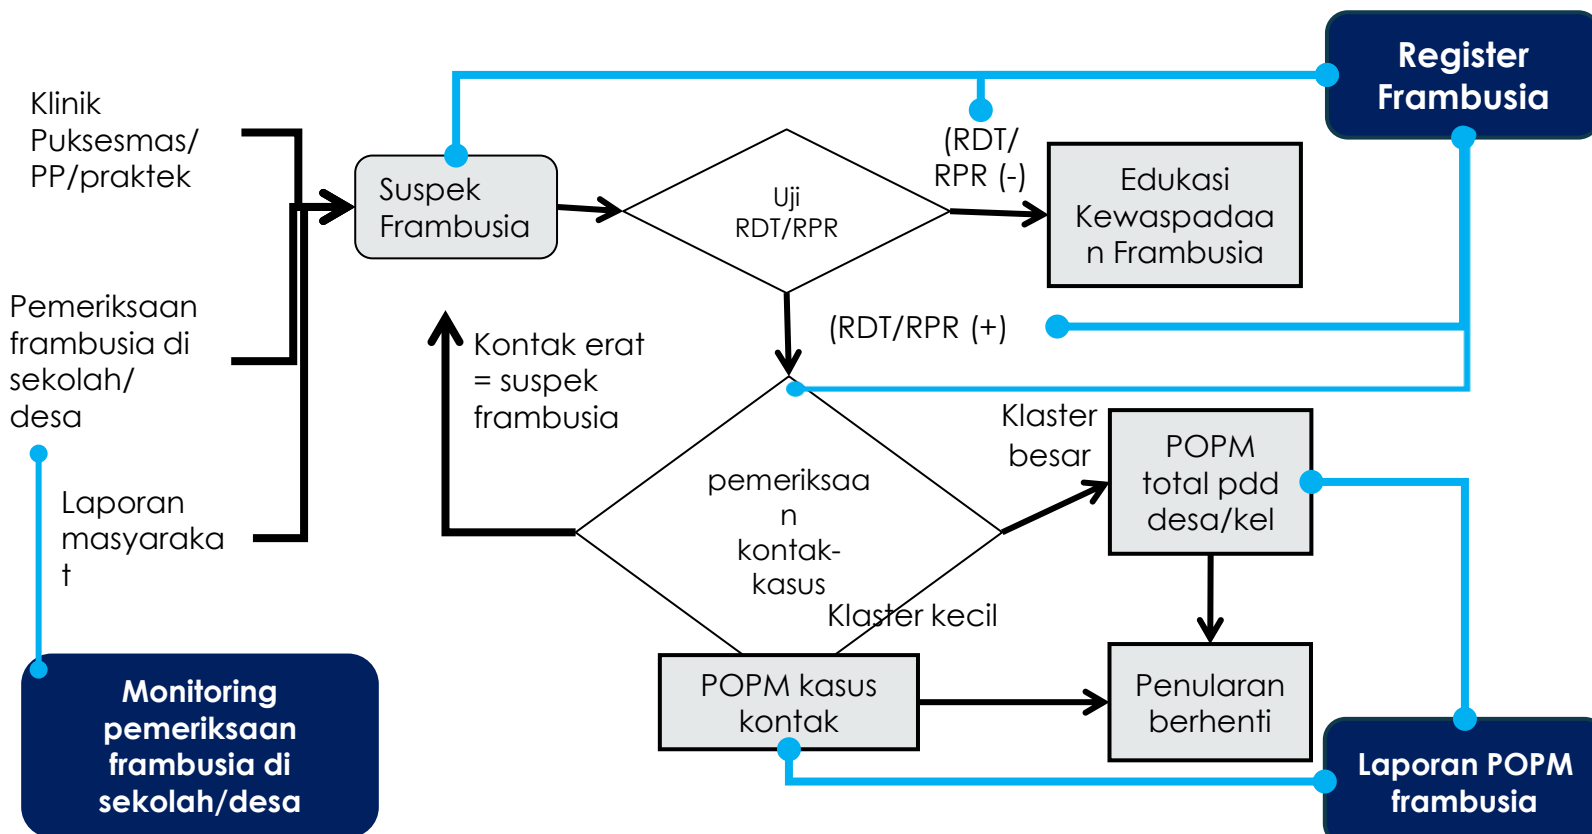 Register
Frambusia
Klinik
Puksesmas/
PP/praktek
Suspek
Frambusia
Uji
RDT/RPR
(RDT/
RPR (-)
Edukasi
Kewaspadaa
n Frambusia
Pemeriksaan
frambusia di
sekolah/
desa
Kontak erat
= suspek
frambusia
(RDT/RPR (+)
Laporan
masyaraka
t
pemeriksaa
n
kontak-
kasus
Klaster
besar
POPM
total pdd
desa/kel
Klaster kecil
POPM kasus
kontak
Penularan
berhenti
Monitoring
pemeriksaan
frambusia di
sekolah/desa
Laporan POPM
frambusia